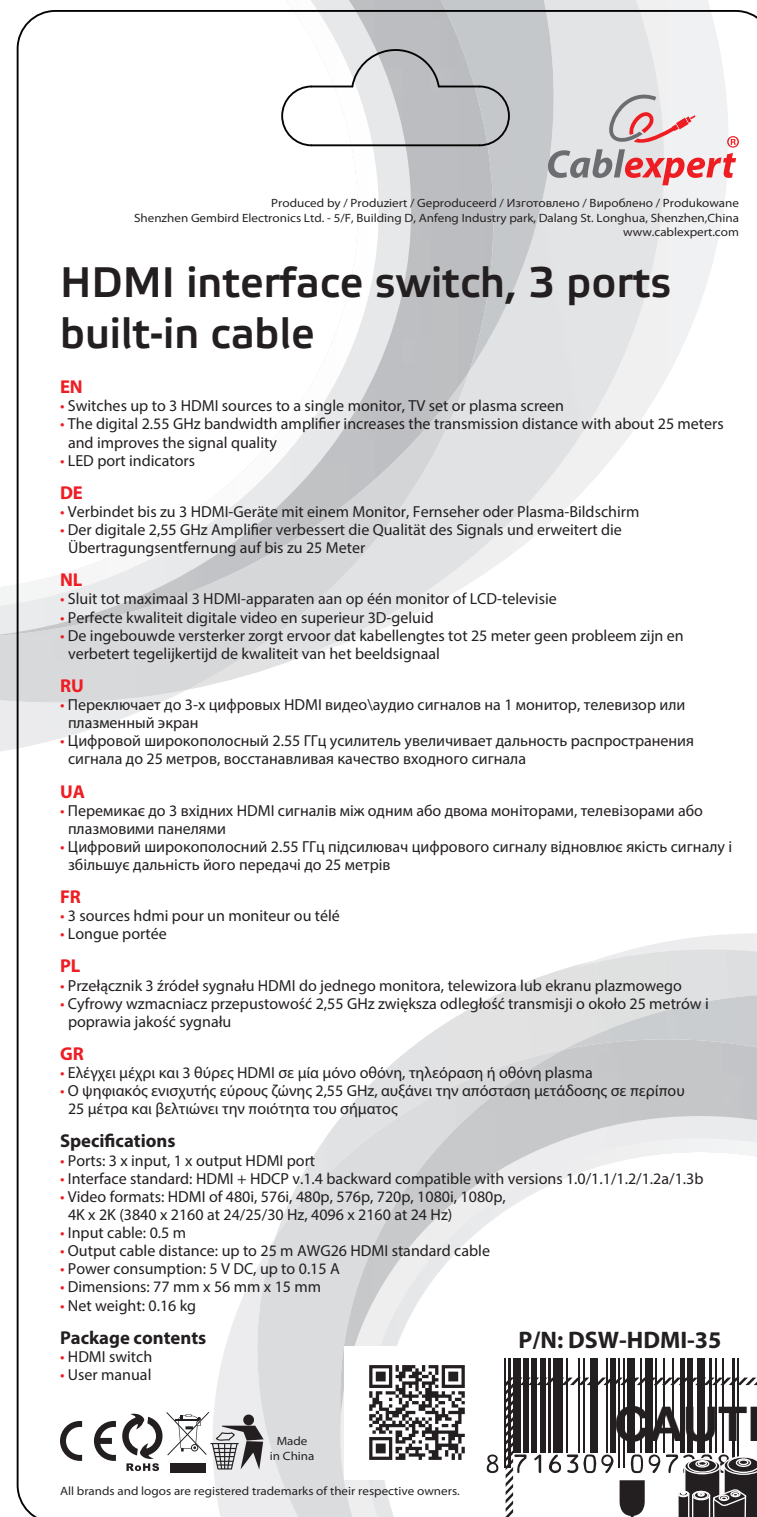 Cablexpert ®
Produced by / Produziert / Geproduceerd / Изготовлено / Вироблено / Produkowane
Shenzhen Gembird Electronics Ltd. - 5/F, Building D, Anfeng Industry park, Dalang St. Longhua, Shenzhen,China
www.cablexpert.com
HDMI interface switch, 3 ports
built-in cable
EN
• Switches up to 3 HDMI sources to a single monitor, TV set or plasma screen
• The digital 2.55 GHz bandwidth amplifier increases the transmission distance with about 25 meters
and improves the signal quality
• LED port indicators
DE
• Verbindet bis zu 3 HDMI-Geräte mit einem Monitor, Fernseher oder Plasma-Bildschirm
• Der digitale 2,55 GHz Amplifier verbessert die Qualität des Signals und erweitert die
Übertragungsentfernung auf bis zu 25 Meter
NL
• Sluit tot maximaal 3 HDMI-apparaten aan op één monitor of LCD-televisie
• Perfecte kwaliteit digitale video en superieur 3D-geluid
• De ingebouwde versterker zorgt ervoor dat kabellengtes tot 25 meter geen probleem zijn en
verbetert tegelijkertijd de kwaliteit van het beeldsignaal
RU
• Переключает до 3-х цифровых HDMI видео\аудио сигналов на 1 монитор, телевизор или
плазменный экран
• Цифровой широкополосный 2.55 ГГц усилитель увеличивает дальность распространения
сигнала до 25 метров, восстанавливая качество входного сигнала
UA
• Перемикає до 3 вхідних HDMI сигналів між одним або двома моніторами, телевізорами або
плазмовими панелями
• Цифровий широкополосний 2.55 ГГц підсилювач цифрового сигналу відновлює якість сигналу і
збільшує дальність його передачі до 25 метрів
FR
• 3 sources hdmi pour un moniteur ou télé
• Longue portée
PL
• Przełącznik 3 źródeł sygnału HDMI do jednego monitora, telewizora lub ekranu plazmowego
• Cyfrowy wzmacniacz przepustowość 2,55 GHz zwiększa odległość transmisji o około 25 metrów i
poprawia jakość sygnału
GR
• Ελέγχει μέχρι και 3 θύρες HDMI σε μία μόνο οθόνη, τηλεόραση ή οθόνη plasma
• Ο ψηφιακός ενισχυτής εύρους ζώνης 2,55 GHz, αυξάνει την απόσταση μετάδοσης σε περίπου
25 μέτρα και βελτιώνει την ποιότητα του σήματος
Specifications
• Ports: 3 x input, 1 x output HDMI port
• Interface standard: HDMI + HDCP v.1.4 backward compatible with versions 1.0/1.1/1.2/1.2a/1.3b
• Video formats: HDMI of 480i, 576i, 480p, 576p, 720p, 1080i, 1080p,
4K x 2K (3840 x 2160 at 24/25/30 Hz, 4096 x 2160 at 24 Hz)
• Input cable: 0.5 m
• Output cable distance: up to 25 m AWG26 HDMI standard cable
• Power consumption: 5 V DC, up to 0.15 A
• Dimensions: 77 mm x 56 mm x 15 mm
• Net weight: 0.16 kg
Package contents
• HDMI switch
• User manual
P/N: DSW-HDMI-35
8 716309
CE
RoHS
Made
in China
All brands and logos are registered trademarks of their respective owners.